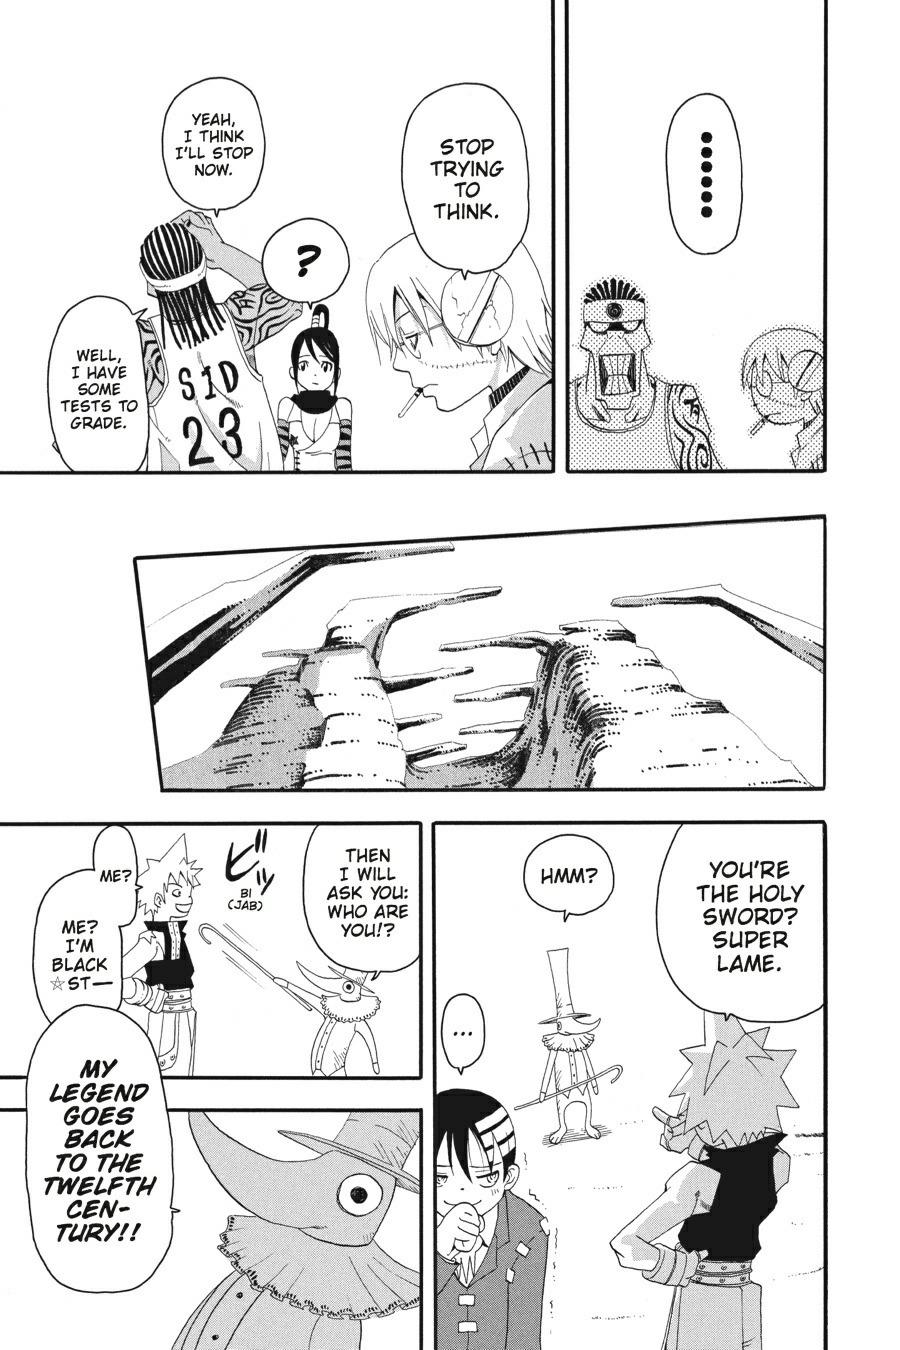 STOP
TRYING
TO
THINK.
?
YEAH,
I THINK
I'LL STOP
NOW.
WELL,
I HAVE
SOME
TESTS TO
GRADE.
SID
23
YOU'RE
THE HOLY
SWORD?
SUPER
LAME.
HMM?
...
THEN
I WILL
ASK YOU:
WHO ARE
YOU!?
ビッ
BI
(JAB)
ME?
ME?
I'M
BLACK
☆ST—
MY
LEGEND
GOES
BACK
TO THE
TWELFTH
CEN-
TURY!!